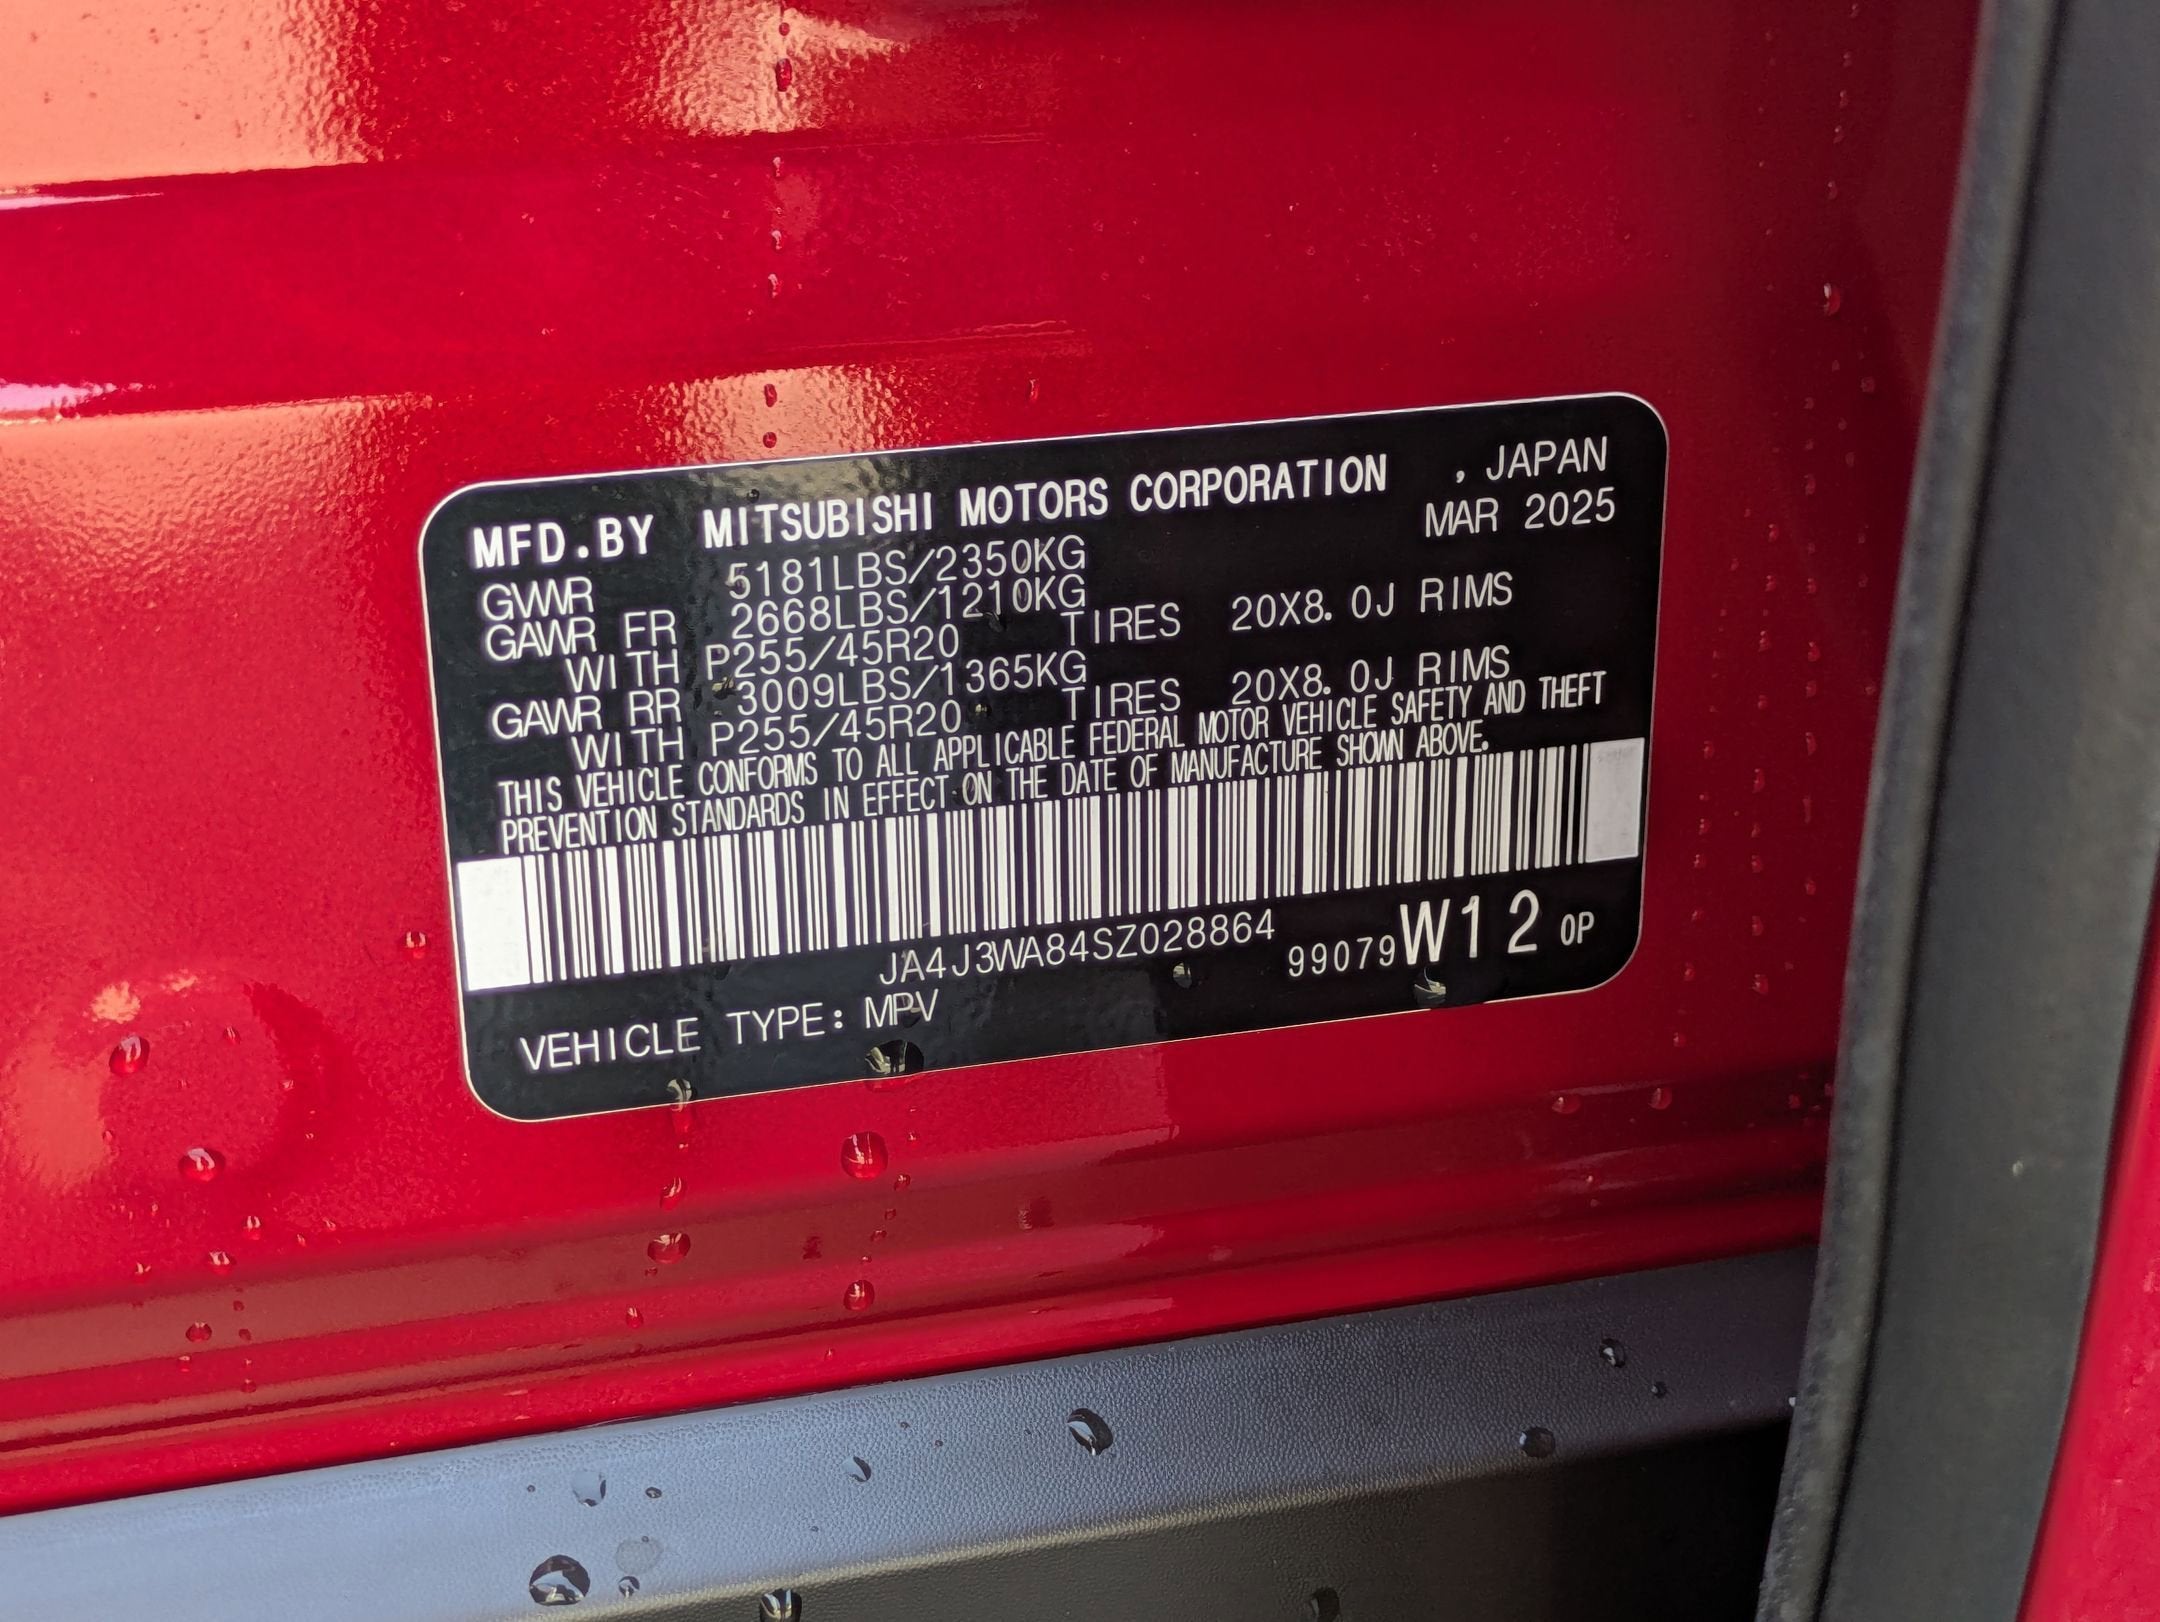 MFD.BY MITSUBISHI MOTORS CORPORATION , JAPAN
MAR 2025
GVWR 5181LBS/2350KG
GAWR FR 2668LBS/1210KG
WITH P255/45R20 TIRES 20X8.0J RIMS
GAWR RR 3009LBS/1365KG
WITH P255/45R20 TIRES 20X8.0J RIMS
THIS VEHICLE CONFORMS TO ALL APPLICABLE FEDERAL MOTOR VEHICLE SAFETY AND THEFT
PREVENTION STANDARDS IN EFFECT ON THE DATE OF MANUFACTURE SHOWN ABOVE.
JA4J3WA84SZ028864 99079W12 OP
VEHICLE TYPE: MPV